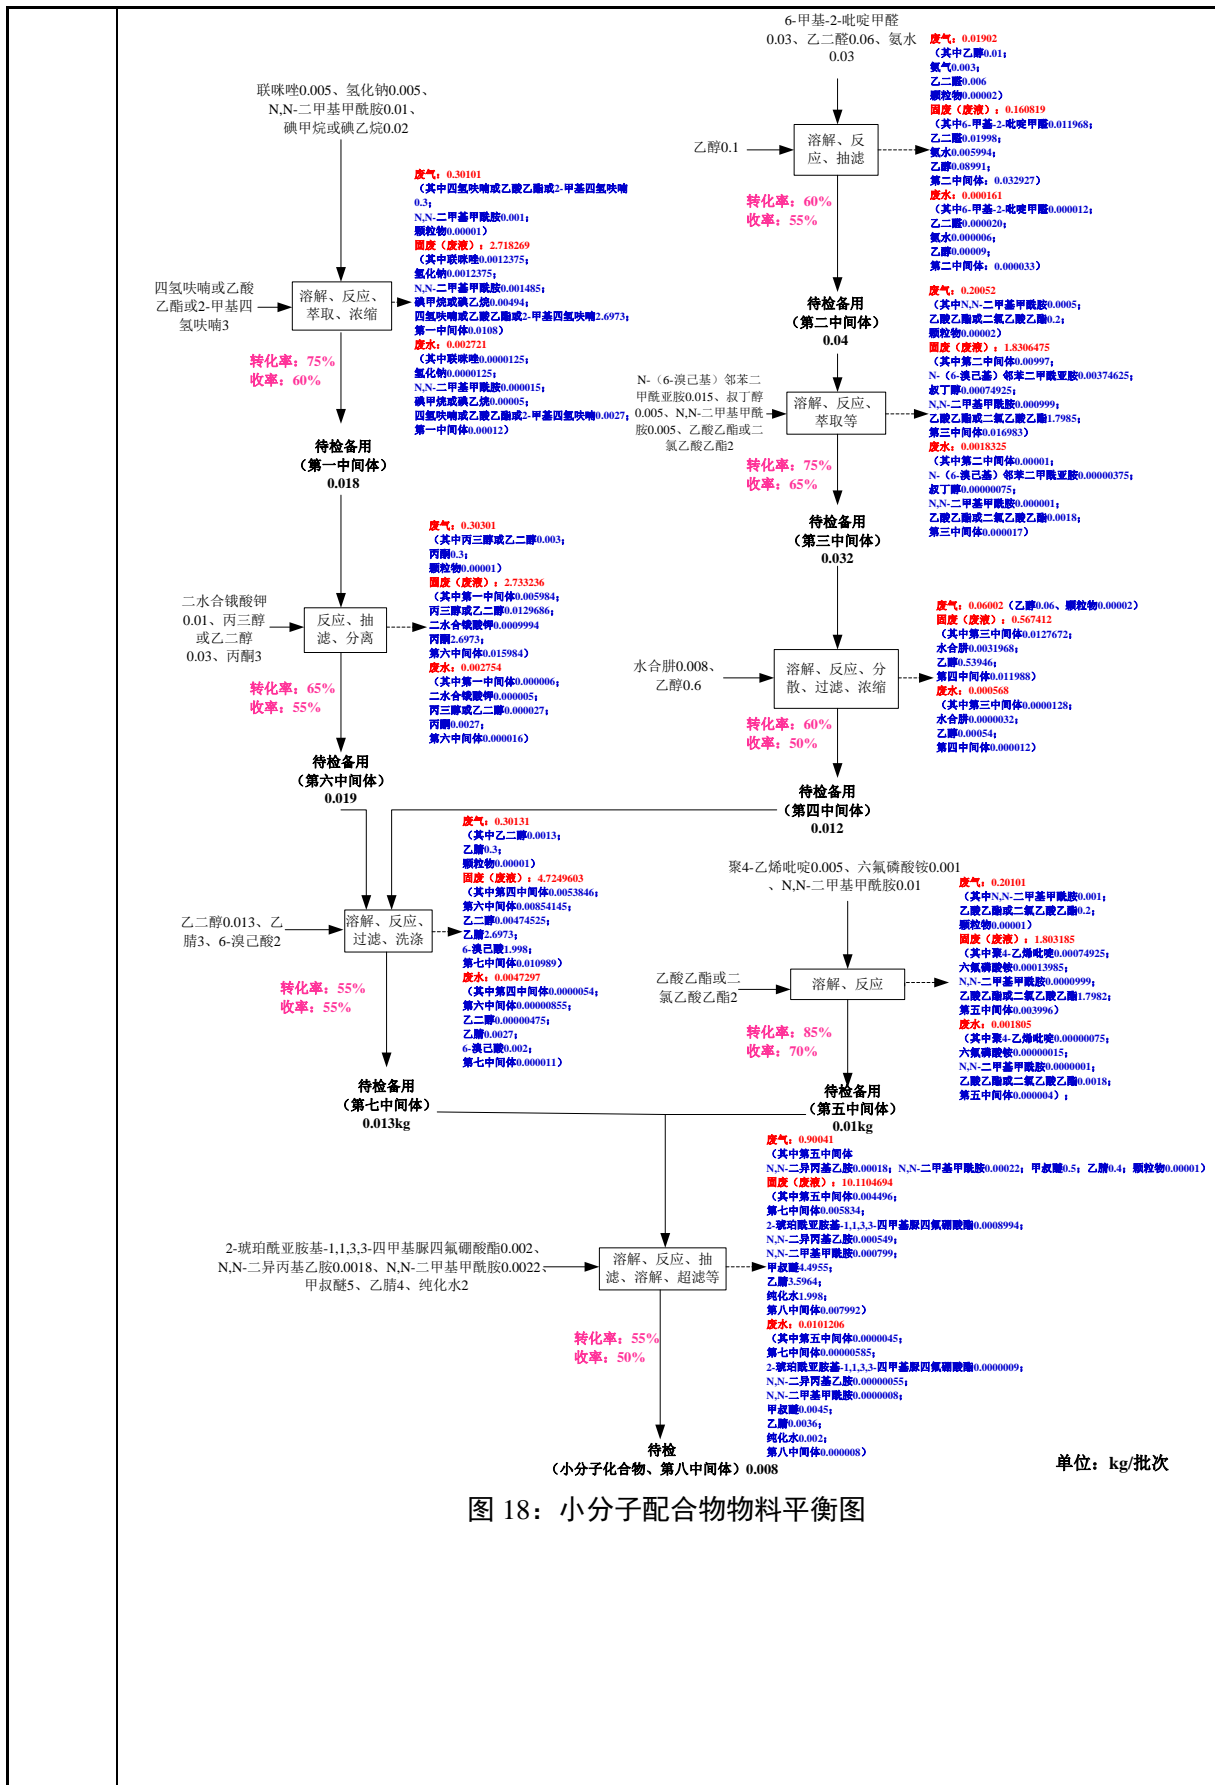 6-甲基-2-吡啶甲醛
0.03、乙二醛0.06、氨水
0.03
废气：0.01902
（其中乙醇0.01；
氨气0.003；
乙二醛0.006
颗粒物0.00002）
固废（废液）：0.160819
（其中6-甲基-2-吡啶甲醛0.011968；
乙二醛0.01998；
氨水0.005994；
乙醇0.08991；
第二中间体：0.032927）
废水：0.000161
（其中6-甲基-2-吡啶甲醛0.000012；
乙二醛0.000020；
氨水0.000006；
乙醇0.00009；
第二中间体：0.000033）
乙醇0.1
溶解、反
应、抽滤
转化率：60%
收率：55%
待检备用
（第二中间体）
0.04
联咪唑0.005、氢化钠0.005、
N,N-二甲基甲酰胺0.01、
碘甲烷或碘乙烷0.02
废气：0.30101
（其中四氢呋喃或乙酸乙酯或2-甲基四氢呋喃
0.3；
N,N-二甲基甲酰胺0.001；
颗粒物0.00001）
固废（废液）：2.718269
（其中联咪唑0.0012375；
氢化钠0.0012375；
N,N-二甲基甲酰胺0.001485；
碘甲烷或碘乙烷0.00494；
四氢呋喃或乙酸乙酯或2-甲基四氢呋喃2.6973；
第一中间体0.0108）
废水：0.002721
（其中联咪唑0.0000125；
氢化钠0.0000125；
N,N-二甲基甲酰胺0.000015；
碘甲烷或碘乙烷0.00005；
四氢呋喃或乙酸乙酯或2-甲基四氢呋喃0.0027；
第一中间体0.00012）
四氢呋喃或乙酸
乙酯或2-甲基四
氢呋喃3
溶解、反应、
萃取、浓缩
转化率：75%
收率：60%
待检备用
（第一中间体）
0.018
N-（6-溴己基）邻苯二
甲酰亚胺0.015、叔丁醇
0.005、N,N-二甲基甲酰
胺0.005、乙酸乙酯或二
氯乙酸乙酯2
溶解、反应、
萃取等
废气：0.20052
（其中N,N-二甲基甲酰胺0.0005；
乙酸乙酯或二氯乙酸乙酯0.2；
颗粒物0.00002）
固废（废液）：1.8306475
（其中第二中间体0.00997；
N-（6-溴己基）邻苯二甲酰亚胺0.00374625；
叔丁醇0.00074925；
N,N-二甲基甲酰胺0.000999；
乙酸乙酯或二氯乙酸乙酯1.7985；
第三中间体0.016983）
废水：0.0018325
（其中第二中间体0.00001；
N-（6-溴己基）邻苯二甲酰亚胺0.00000375；
叔丁醇0.00000075；
N,N-二甲基甲酰胺0.000001；
乙酸乙酯或二氯乙酸乙酯0.0018；
第三中间体0.000017）
转化率：75%
收率：65%
待检备用
（第三中间体）
0.032
废气：0.30301
（其中丙三醇或乙二醇0.003；
丙酮0.3；
颗粒物0.00001）
固废（废液）：2.733236
（其中第一中间体0.005984；
丙三醇或乙二醇0.0129686；
二水合锇酸钾0.0009994
丙酮2.6973；
第六中间体0.015984）
废水：0.002754
（其中第一中间体0.000006；
二水合锇酸钾0.000005；
丙三醇或乙二醇0.000027；
丙酮0.0027；
第六中间体0.000016）
二水合锇酸钾
0.01、丙三醇
或乙二醇
0.03、丙酮3
反应、抽
滤、分离
转化率：65%
收率：55%
待检备用
（第六中间体）
0.019
水合肼0.008、
乙醇0.6
溶解、反应、分
散、过滤、浓缩
废气：0.06002（乙醇0.06、颗粒物0.00002）
固废（废液）：0.567412
（其中第三中间体0.0127672；
水合肼0.0031968；
乙醇0.53946；
第四中间体0.011988）
废水：0.000568
（其中第三中间体0.0000128；
水合肼0.0000032；
乙醇0.00054；
第四中间体0.000012）
转化率：60%
收率：50%
待检备用
（第四中间体）
0.012
废气：0.30131
（其中乙二醇0.0013；
乙腈0.3；
颗粒物0.00001）
固废（废液）：4.7249603
（其中第四中间体0.0053846；
第六中间体0.00854145；
乙二醇0.00474525；
乙腈2.6973；
6-溴己酸1.998；
第七中间体0.010989）
废水：0.0047297
（其中第四中间体0.0000054；
第六中间体0.00000855；
乙二醇0.00000475；
乙腈0.0027；
6-溴己酸0.002；
第七中间体0.000011）
乙二醇0.013、乙
腈3、6-溴己酸2
溶解、反应、
过滤、洗涤
转化率：55%
收率：55%
待检备用
（第七中间体）
0.013kg
聚4-乙烯吡啶0.005、六氟磷酸铵0.001
、N,N-二甲基甲酰胺0.01
乙酸乙酯或二
氯乙酸乙酯2
溶解、反应
废气：0.20101
（其中N,N-二甲基甲酰胺0.001；
乙酸乙酯或二氯乙酸乙酯0.2；
颗粒物0.00001）
固废（废液）：1.803185
（其中聚4-乙烯吡啶0.00074925；
六氟磷酸铵0.00013985；
N,N-二甲基甲酰胺0.0000999；
乙酸乙酯或二氯乙酸乙酯1.7982；
第五中间体0.003996）
废水：0.001805
（其中聚4-乙烯吡啶0.00000075；
六氟磷酸铵0.00000015；
N,N-二甲基甲酰胺0.0000001；
乙酸乙酯或二氯乙酸乙酯0.0018；
第五中间体0.000004）；
转化率：85%
收率：70%
待检备用
（第五中间体）
0.01kg
废气：0.90041
（其中第五中间体
N,N-二异丙基乙胺0.00018；N,N-二甲基甲酰胺0.00022；甲叔醚0.5；乙腈0.4；颗粒物0.00001）
固废（废液）：10.1104694
（其中第五中间体0.004496；
第七中间体0.005834；
2-琥珀酰亚胺基-1,1,3,3-四甲基脲四氟硼酸酯0.0008994；
N,N-二异丙基乙胺0.000549；
N,N-二甲基甲酰胺0.000799；
甲叔醚4.4955；
乙腈3.5964；
纯化水1.998；
第八中间体0.007992）
废水：0.0101206
（其中第五中间体0.0000045；
第七中间体0.00000585；
2-琥珀酰亚胺基-1,1,3,3-四甲基脲四氟硼酸酯0.0000009；
N,N-二异丙基乙胺0.00000055；
N,N-二甲基甲酰胺0.0000008；
甲叔醚0.0045；
乙腈0.0036；
纯化水0.002；
第八中间体0.000008）
2-琥珀酰亚胺基-1,1,3,3-四甲基脲四氟硼酸酯0.002、
N,N-二异丙基乙胺0.0018、N,N-二甲基甲酰胺0.0022、
甲叔醚5、乙腈4、纯化水2
溶解、反应、抽
滤、溶解、超滤等
转化率：55%
收率：50%
待检
（小分子化合物、第八中间体）0.008
单位：kg/批次
图 18：小分子配合物物料平衡图